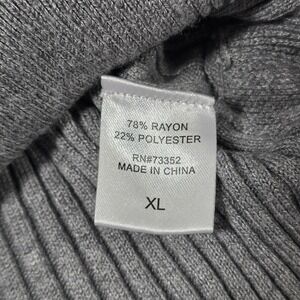 78% RAYON
22% POLYESTER
RN#73352
MADE IN CHINA
XL